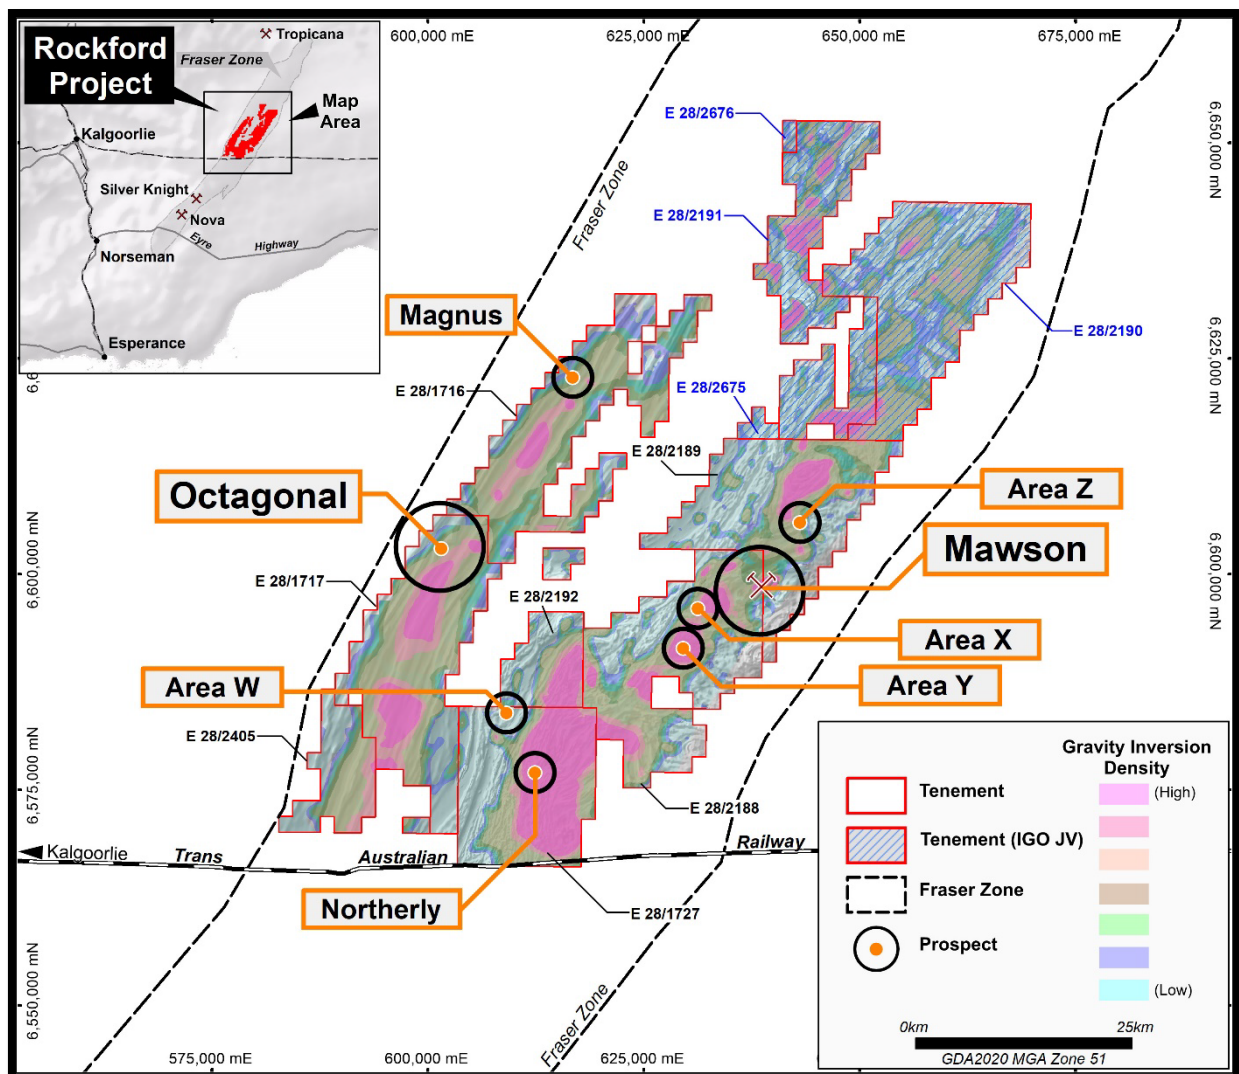 600,000 mE
625,000 mE
650,000 mE
675,000 mE
Rockford
Project
Tropicana
Fraser Zone
Map
Area
Kalgoorlie
Silver Knight
Nova
Eyre
Highway
Norseman
Esperance
E 28/2676
6,650,000 mN
Fraser Zone
E 28/2191
Magnus
E 28/2190
6,625,000 mN
E 28/1716
E 28/2675
E 28/2189
Octagonal
Area Z
Mawson
6,600,000 mN
6,600,000 mN
E 28/1717
E 28/2192
Area X
Area W
Area Y
E 28/2405
6,575,000 mN
E 28/2188
Kalgoorlie
Trans
Australian
Railway
Northerly
E 28/1727
Tenement
Tenement (IGO JV)
Fraser Zone
Prospect
Gravity Inversion
Density
(High)
(Low)
0km
25km
GDA2020 MGA Zone 51
6,550,000 mN
Fraser Zone
575,000 mE
600,000 mE
625,000 mE